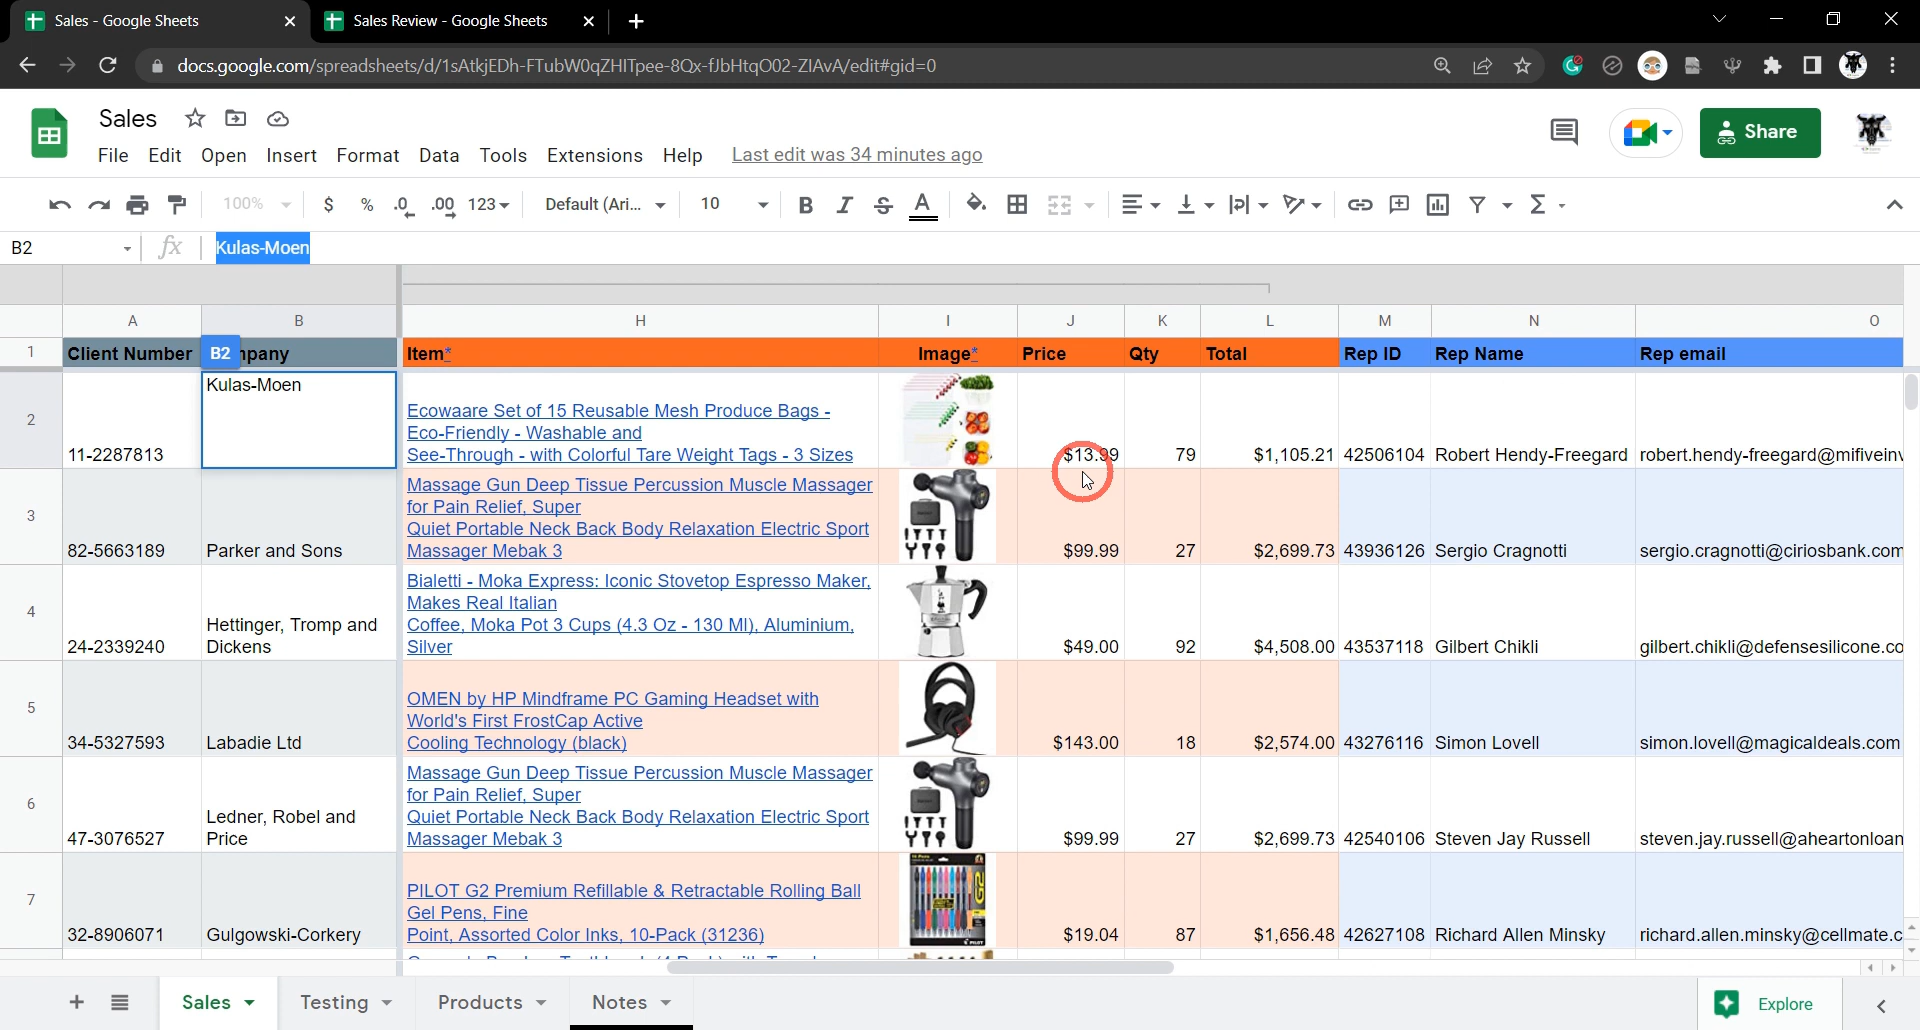 Sales - Google Sheets
Sales Review - Google Sheets
docs.google.com/spreadsheets/d/1sAtkjEDh-FTubW0qZHlTpee-8Qx-fJbHtqO02-ZIAvA/edit#gid=0
Sales
File Edit Open Insert Format Data Tools Extensions Help Last edit was 34 minutes ago
Share
100% $ % .0 .00 123 Default (Ari... 10 B I S A
B2 fx Kulas-Moen
A B H I J K L M N O
1 Client Number B2 mpany Item* Image* Price Qty Total Rep ID Rep Name Rep email
Kulas-Moen
2
Ecowaare Set of 15 Reusable Mesh Produce Bags -
Eco-Friendly - Washable and
11-2287813 See-Through - with Colorful Tare Weight Tags - 3 Sizes $13.99 79 $1,105.21 42506104 Robert Hendy-Freegard robert.hendy-freegard@mifiveinv
3
Massage Gun Deep Tissue Percussion Muscle Massager
for Pain Relief, Super
Quiet Portable Neck Back Body Relaxation Electric Sport
82-5663189 Parker and Sons Massager Mebak 3 $99.99 27 $2,699.73 43936126 Sergio Cragnotti sergio.cragnotti@ciriosbank.com
4
Bialetti - Moka Express: Iconic Stovetop Espresso Maker,
Makes Real Italian
Hettinger, Tromp and Coffee, Moka Pot 3 Cups (4.3 Oz - 130 Ml), Aluminium,
24-2339240 Dickens Silver $49.00 92 $4,508.00 43537118 Gilbert Chikli gilbert.chikli@defensesilicone.co
5
OMEN by HP Mindframe PC Gaming Headset with
World's First FrostCap Active
34-5327593 Labadie Ltd Cooling Technology (black) $143.00 18 $2,574.00 43276116 Simon Lovell simon.lovell@magicaldeals.com
6
Massage Gun Deep Tissue Percussion Muscle Massager
for Pain Relief, Super
Ledner, Robel and Quiet Portable Neck Back Body Relaxation Electric Sport
47-3076527 Price Massager Mebak 3 $99.99 27 $2,699.73 42540106 Steven Jay Russell steven.jay.russell@aheartonloan
7
PILOT G2 Premium Refillable & Retractable Rolling Ball
Gel Pens, Fine
32-8906071 Gulgowski-Corkery Point, Assorted Color Inks, 10-Pack (31236) $19.04 87 $1,656.48 42627108 Richard Allen Minsky richard.allen.minsky@cellmate.c
Sales Testing Products Notes Explore